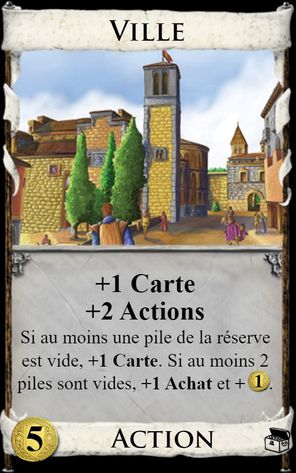 VILLE
+1 Carte
+2 Actions
Si au moins une pile de la réserve
est vide, +1 Carte. Si au moins 2
piles sont vides, +1 Achat et + 1.
5 ACTION